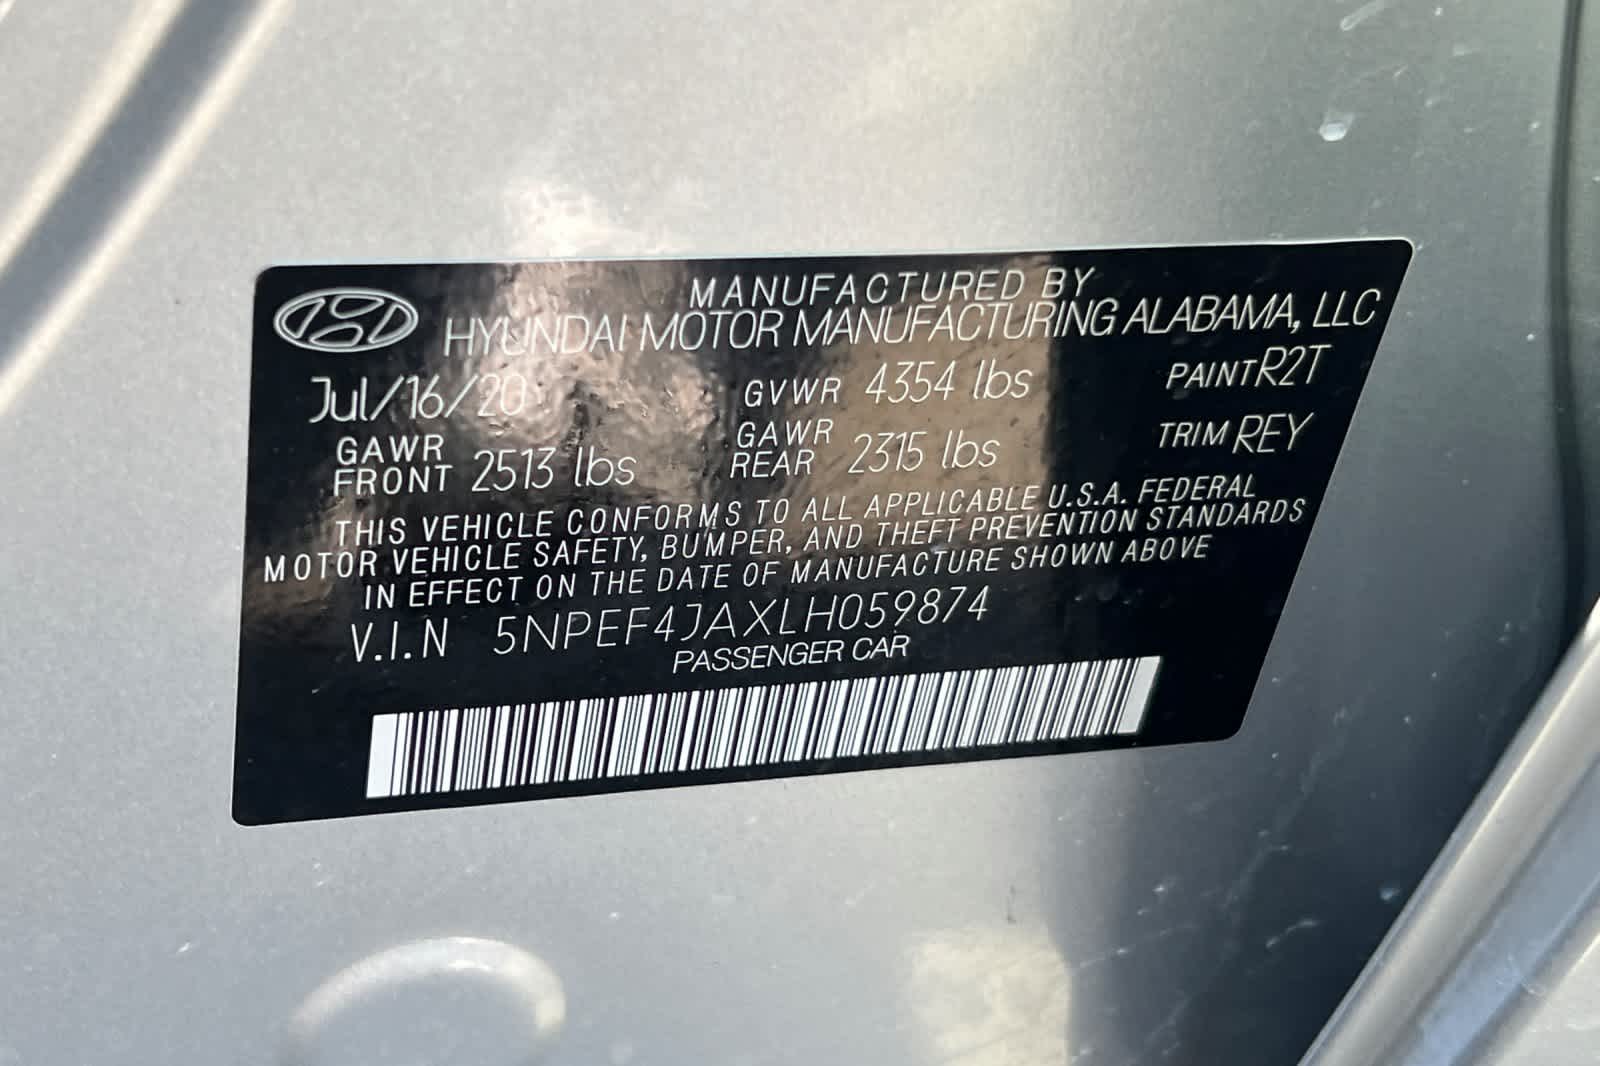 MANUFACTURED BY
HYUNDAI MOTOR MANUFACTURING ALABAMA, LLC
Jul/16/20 GVWR 4354 lbs PAINT R2T
GAWR FRONT 2513 lbs GAWR REAR 2315 lbs TRIM REY
THIS VEHICLE CONFORMS TO ALL APPLICABLE U.S.A. FEDERAL
MOTOR VEHICLE SAFETY, BUMPER, AND THEFT PREVENTION STANDARDS
IN EFFECT ON THE DATE OF MANUFACTURE SHOWN ABOVE
V.I.N 5NPEF4JAXLH059874
PASSENGER CAR